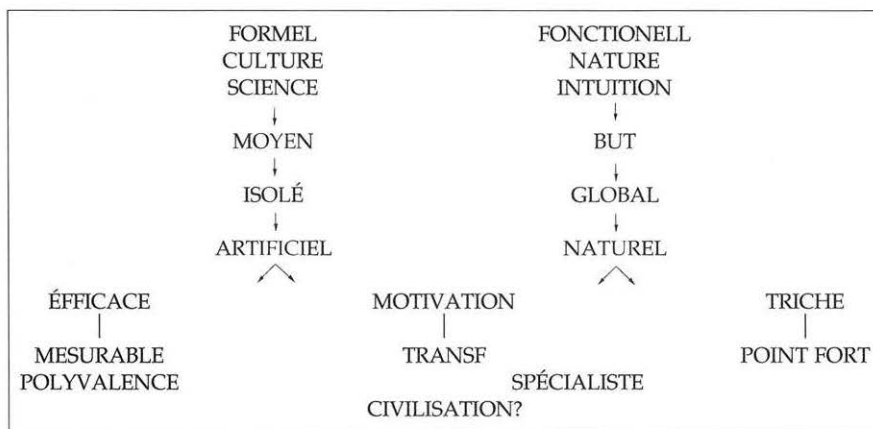 FORMEL FONCTIONELL
CULTURE NATURE
SCIENCE INTUITION
MOYEN BUT
ISOLÉ GLOBAL
ARTIFICIEL NATUREL
ÉFFICACE MOTIVATION TRICHE
MESURABLE TRANSF POINT FORT
POLYVALENCE SPÉCIALISTE
CIVILISATION?